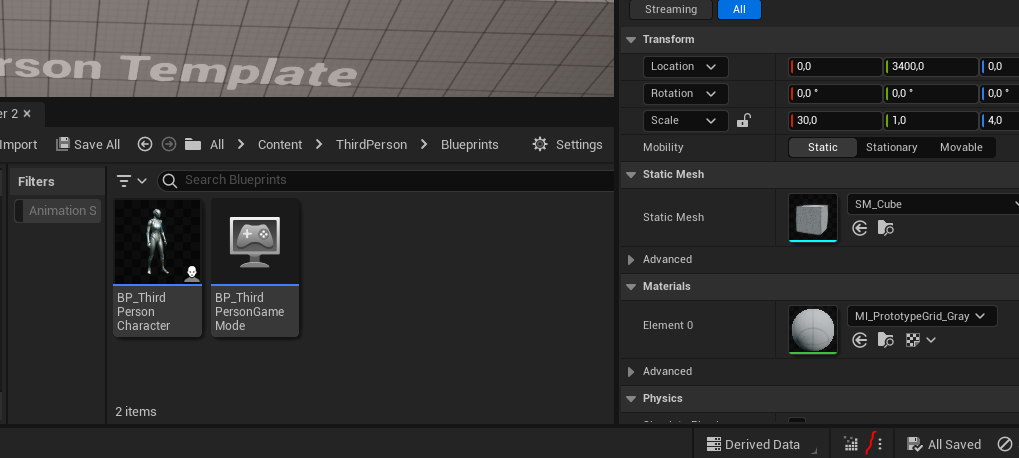 Streaming
All
Transform
Location
0,0
3400,0
0,0
Rotation
0,0 °
0,0 °
0,0 °
Scale
30,0
1,0
4,0
Mobility
Static
Stationary
Movable
Static Mesh
Static Mesh
SM_Cube
Advanced
Materials
Element 0
MI_PrototypeGrid_Gray
Advanced
Physics
rson Template
er 2
mport
Save All
All
Content
ThirdPerson
Blueprints
Settings
Filters
Animation S
Search Blueprints
BP_Third
Person
Character
BP_Third
PersonGame
Mode
2 items
Derived Data
All Saved